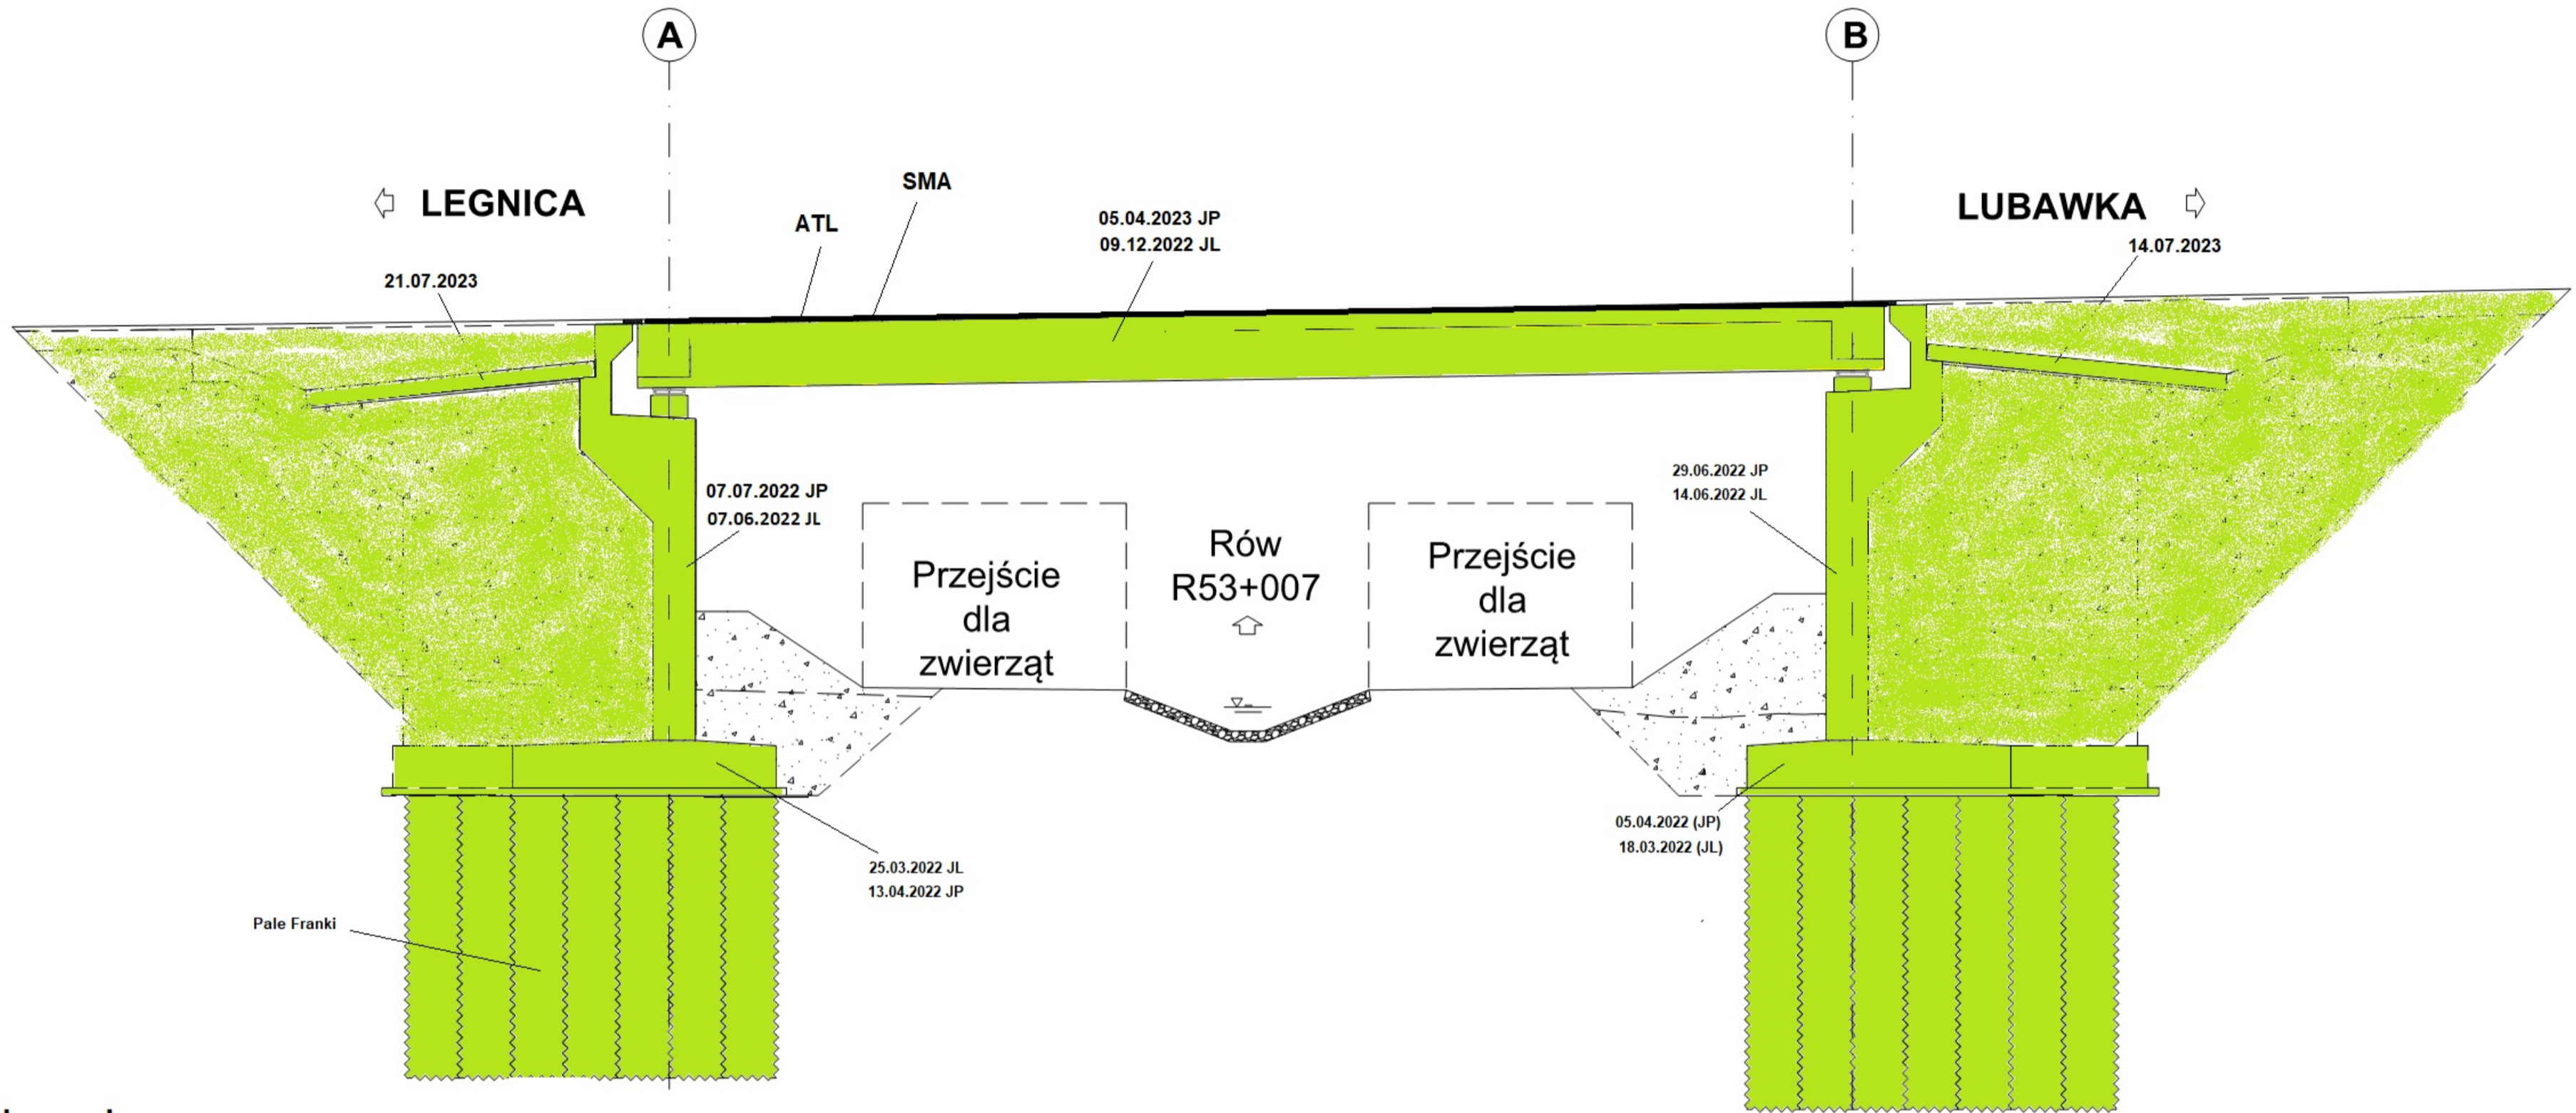 A
B
LEGNICA
SMA
LUBAWKA
ATL
05.04.2023 JP
09.12.2022 JL
14.07.2023
21.07.2023
07.07.2022 JP
07.06.2022 JL
29.06.2022 JP
14.06.2022 JL
Przejście
dla
zwierząt
Rów
R53+007
Przejście
dla
zwierząt
25.03.2022 JL
13.04.2022 JP
05.04.2022 (JP)
18.03.2022 (JL)
Pale Franki